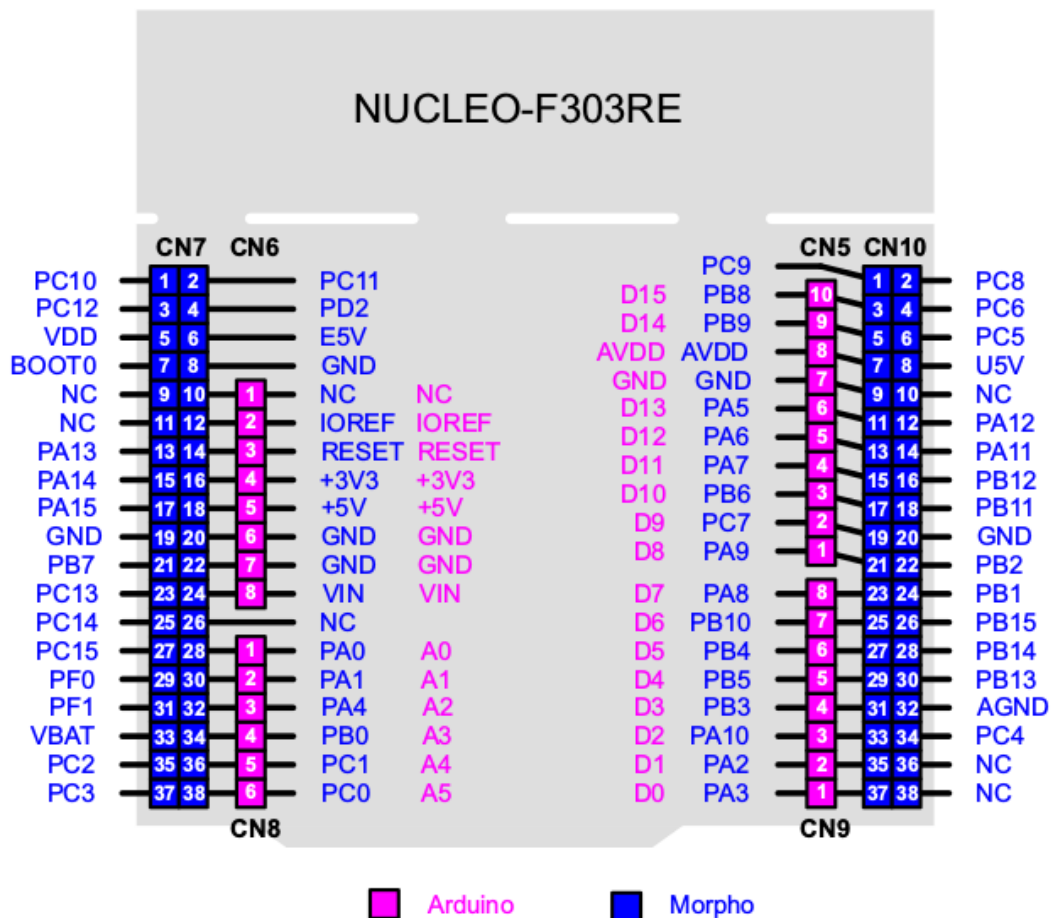 NUCLEO-F303RE
CN7 CN6 CN5 CN10
PC9
PC10 1 2 PC11 D15 PB8 10 1 2 PC8
PC12 3 4 PD2 D14 PB9 9 3 4 PC6
VDD 5 6 E5V AVDD AVDD 8 5 6 PC5
BOOT0 7 8 GND GND GND 7 7 8 U5V
NC 9 10 1 NC NC D13 PA5 6 9 10 NC
NC 11 12 2 IOREF IOREF D12 PA6 5 11 12 PA12
PA13 13 14 3 RESET RESET D11 PA7 4 13 14 PA11
PA14 15 16 4 +3V3 +3V3 D10 PB6 3 15 16 PB12
PA15 17 18 5 +5V +5V D9 PC7 2 17 18 PB11
GND 19 20 6 GND GND D8 PA9 1 19 20 GND
PB7 21 22 7 GND GND 21 22 PB2
PC13 23 24 8 VIN VIN D7 PA8 8 23 24 PB1
PC14 25 26 NC D6 PB10 7 25 26 PB15
PC15 27 28 1 PA0 A0 D5 PB4 6 27 28 PB14
PF0 29 30 2 PA1 A1 D4 PB5 5 29 30 PB13
PF1 31 32 3 PA4 A2 D3 PB3 4 31 32 AGND
VBAT 33 34 4 PB0 A3 D2 PA10 3 33 34 PC4
PC2 35 36 5 PC1 A4 D1 PA2 2 35 36 NC
PC3 37 38 6 PC0 A5 D0 PA3 1 37 38 NC
CN8 CN9
Arduino Morpho